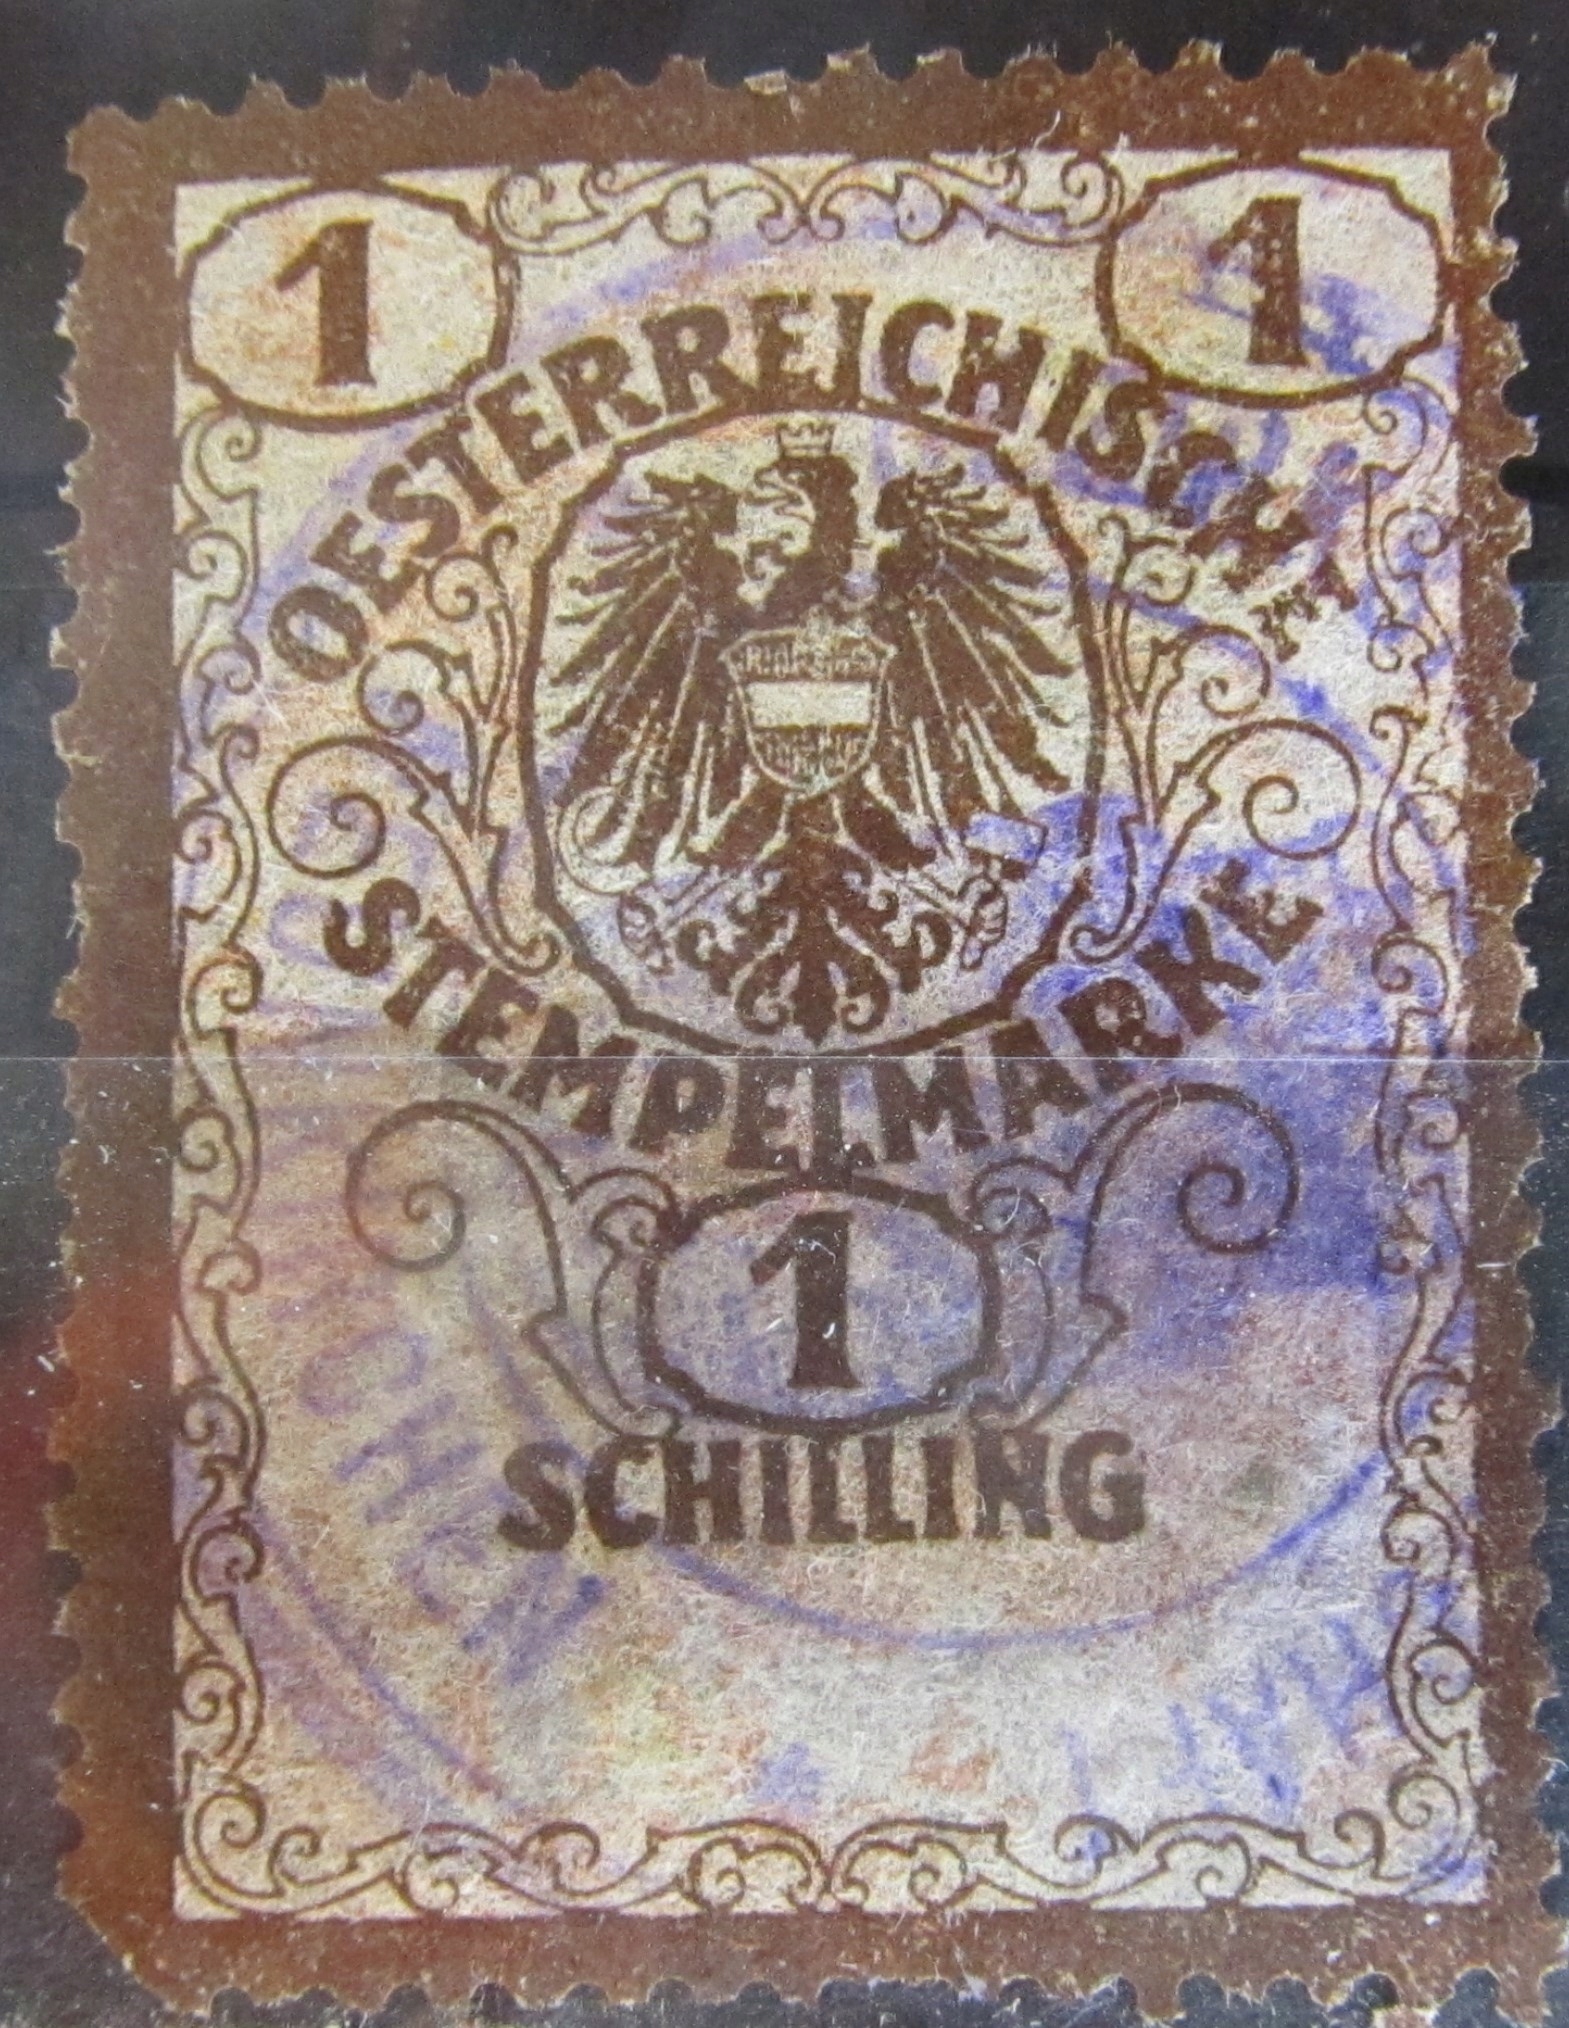 1 1
OESTERREICHISCHE
STEMPELMARKE
1
SCHILLING